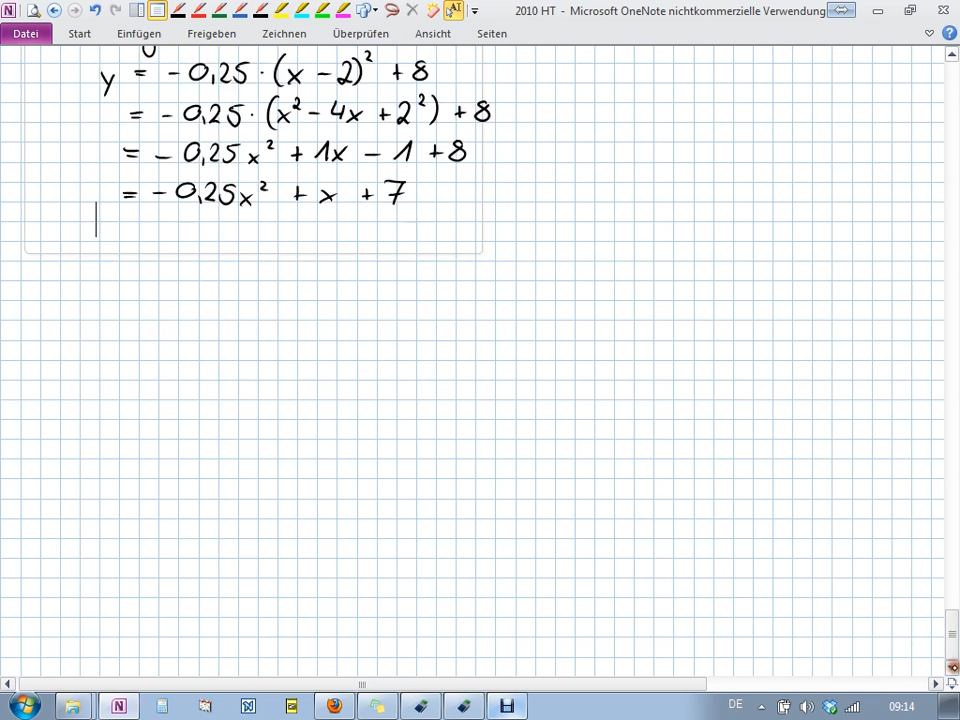 2010 HT - Microsoft OneNote nichtkommerzielle Verwendung
Datei Start Einfügen Freigeben Zeichnen Überprüfen Ansicht Seiten
y = - 0,25 · (x - 2)² + 8
= - 0,25 · (x² - 4x + 2²) + 8
= - 0,25x² + 1x - 1 + 8
= - 0,25x² + x + 7
DE 09:14